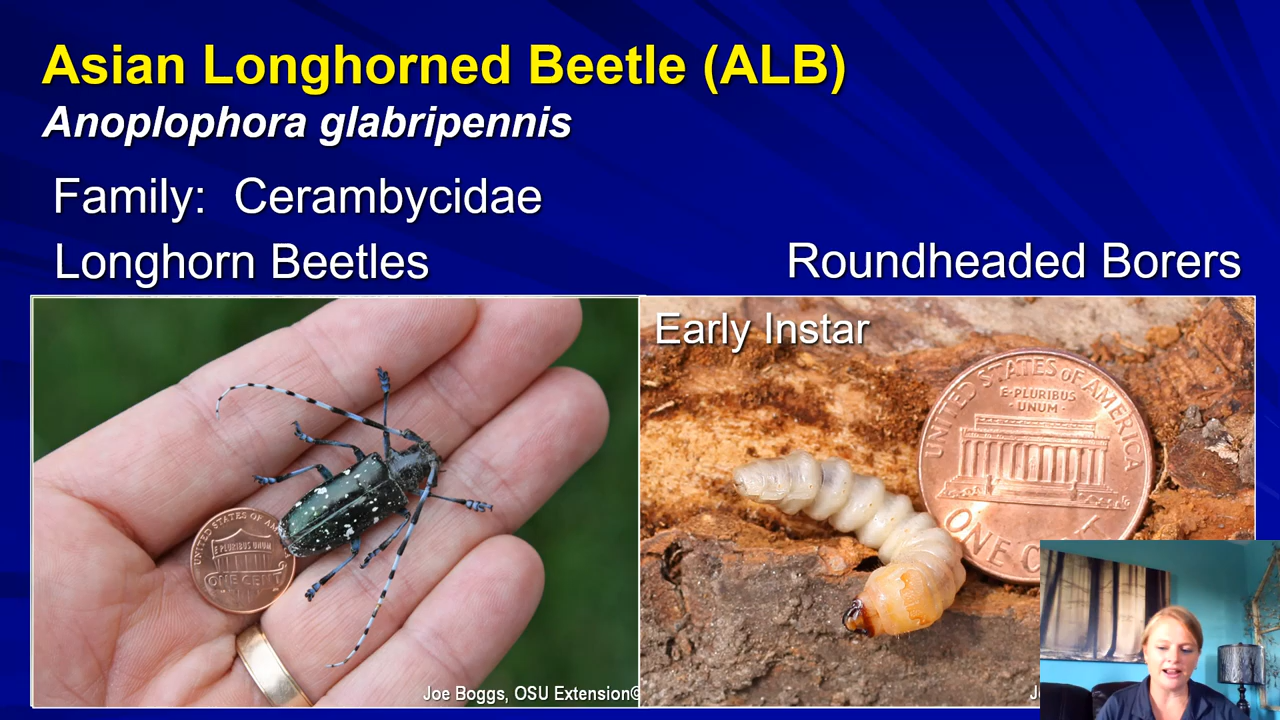 Asian Longhorned Beetle (ALB)
Anoplophora glabripennis
Family: Cerambycidae
Longhorn Beetles
Roundheaded Borers
Early Instar
UNITED STATES OF AMERICA
E·PLURIBUS
·UNUM·
ONE C
UNITED STATES OF AM
E PLURIBUS UNUM
ONE CENT
Joe Boggs, OSU Extension©